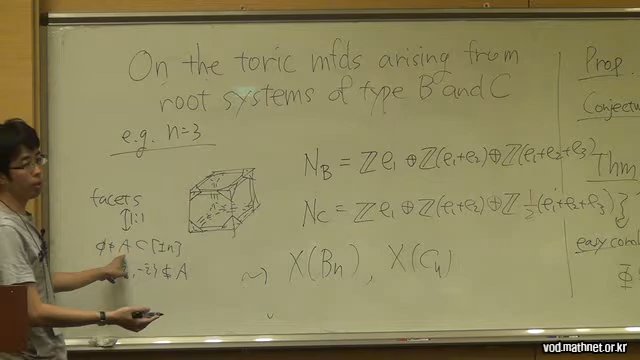 On the toric mfds arising from
root systems of type B and C
e.g. n=3
facets
1:1
∅ ≠ A ⊂ [±n]
-i} ⊄ A
N_B = ℤe₁ ⊕ ℤ(e₁+e₂) ⊕ ℤ(e₁+e₂+e₃)
N_C = ℤe₁ ⊕ ℤ(e₁+e₂) ⊕ ℤ½(e₁+e₂+e₃)
⇝ X(B_n), X(C_n)
Prop.
Conjectu
Thm
easy comb
Φ
vod.mathnet.or.kr